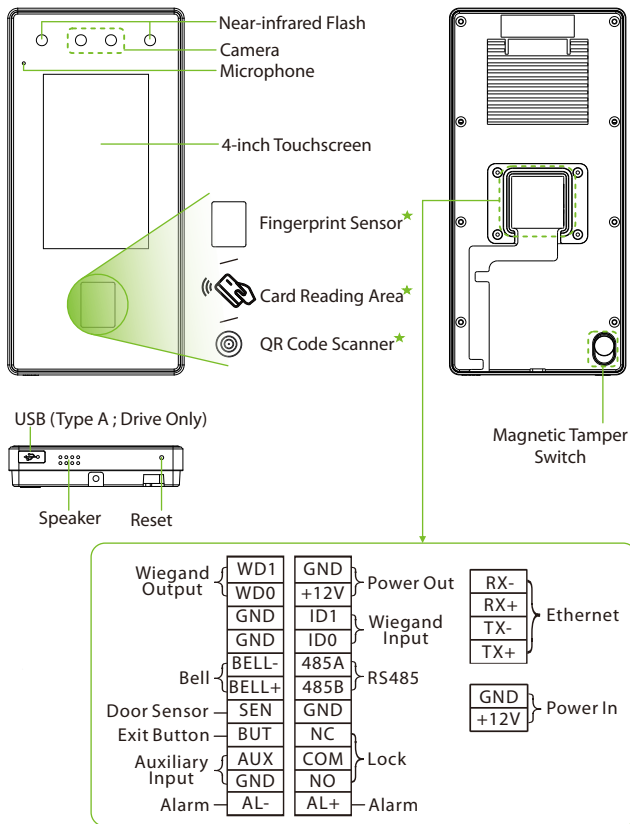 Near-infrared Flash
Camera
Microphone
4-inch Touchscreen
Fingerprint Sensor★
Card Reading Area★
QR Code Scanner★
USB (Type A ; Drive Only)
Speaker
Reset
Magnetic Tamper
Switch
Wiegand
Output
WD1
WD0
GND
GND
Bell
BELL-
BELL+
Door Sensor
SEN
Exit Button
BUT
Auxiliary
Input
AUX
GND
Alarm
AL-
GND
+12V
Power Out
ID1
ID0
Wiegand
Input
485A
485B
RS485
GND
NC
COM
NO
Lock
AL+
Alarm
RX-
RX+
TX-
TX+
Ethernet
GND
+12V
Power In